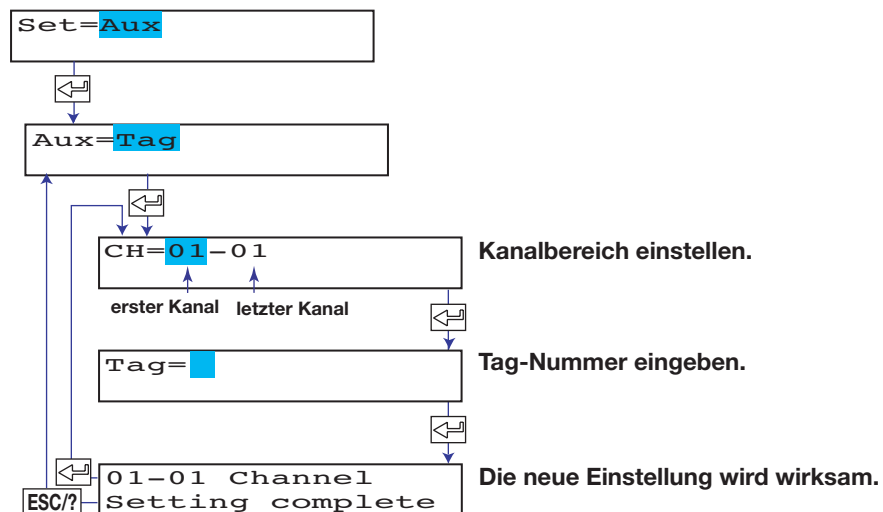 Set=Aux
Aux=Tag
CH=01-01
Kanalbereich einstellen.
erster Kanal letzter Kanal
Tag=
Tag-Nummer eingeben.
01-01 Channel
Die neue Einstellung wird wirksam.
ESC/?
Setting complete